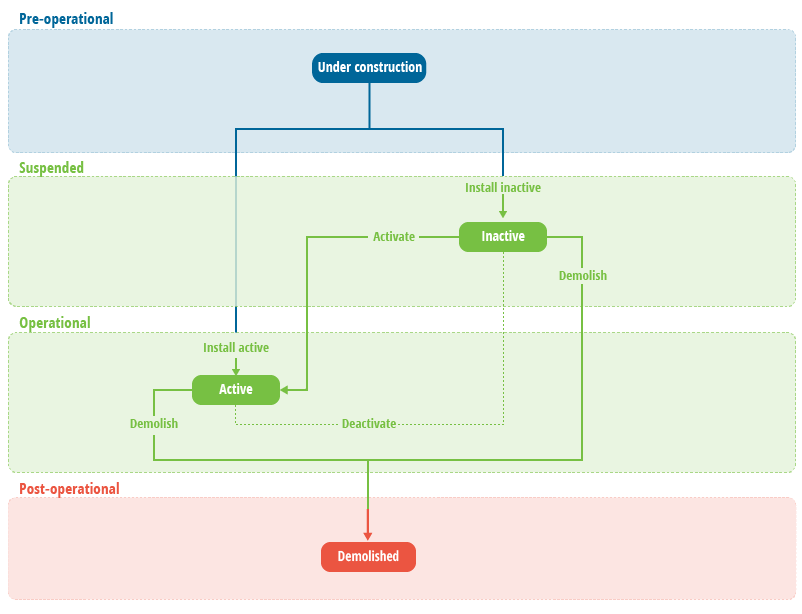 Pre-operational
Under construction
Suspended
Install inactive
Activate
Inactive
Demolish
Operational
Install active
Active
Demolish
Deactivate
Post-operational
Demolished